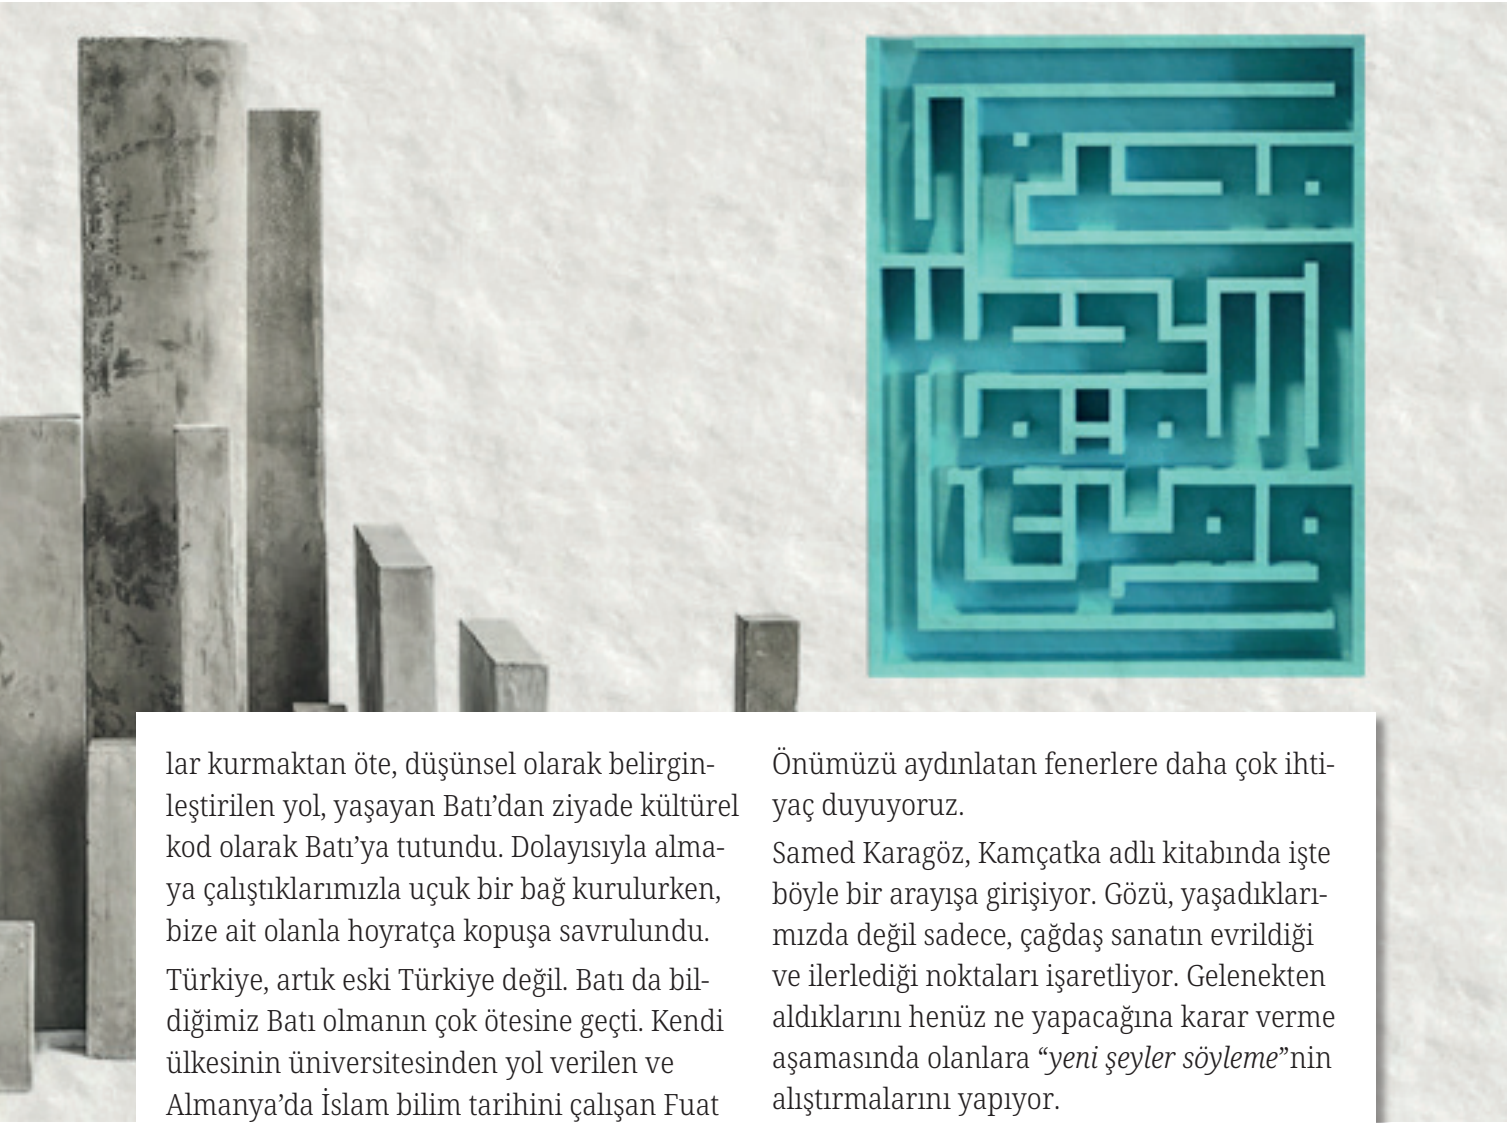 lar kurmaktan öte, düşünsel olarak belirgin-
leştirilen yol, yaşayan Batı’dan ziyade kültürel
kod olarak Batı’ya tutundu. Dolayısıyla alma-
ya çalıştıklarımızla uçuk bir bağ kurulurken,
bize ait olanla hoyratça kopuşa savrulundu.
Türkiye, artık eski Türkiye değil. Batı da bil-
diğimiz Batı olmanın çok ötesine geçti. Kendi
ülkesinin üniversitesinden yol verilen ve
Almanya’da İslam bilim tarihini çalışan Fuat
Önümüzü aydınlatan fenerlere daha çok ihti-
yaç duyuyoruz.
Samed Karagöz, Kamçatka adlı kitabında işte
böyle bir arayışa girişiyor. Gözü, yaşadıkları-
mızda değil sadece, çağdaş sanatın evrildiği
ve ilerlediği noktaları işaretliyor. Gelenekten
aldıklarını henüz ne yapacağına karar verme
aşamasında olanlara “yeni şeyler söyleme”nin
alıştırmalarını yapıyor.